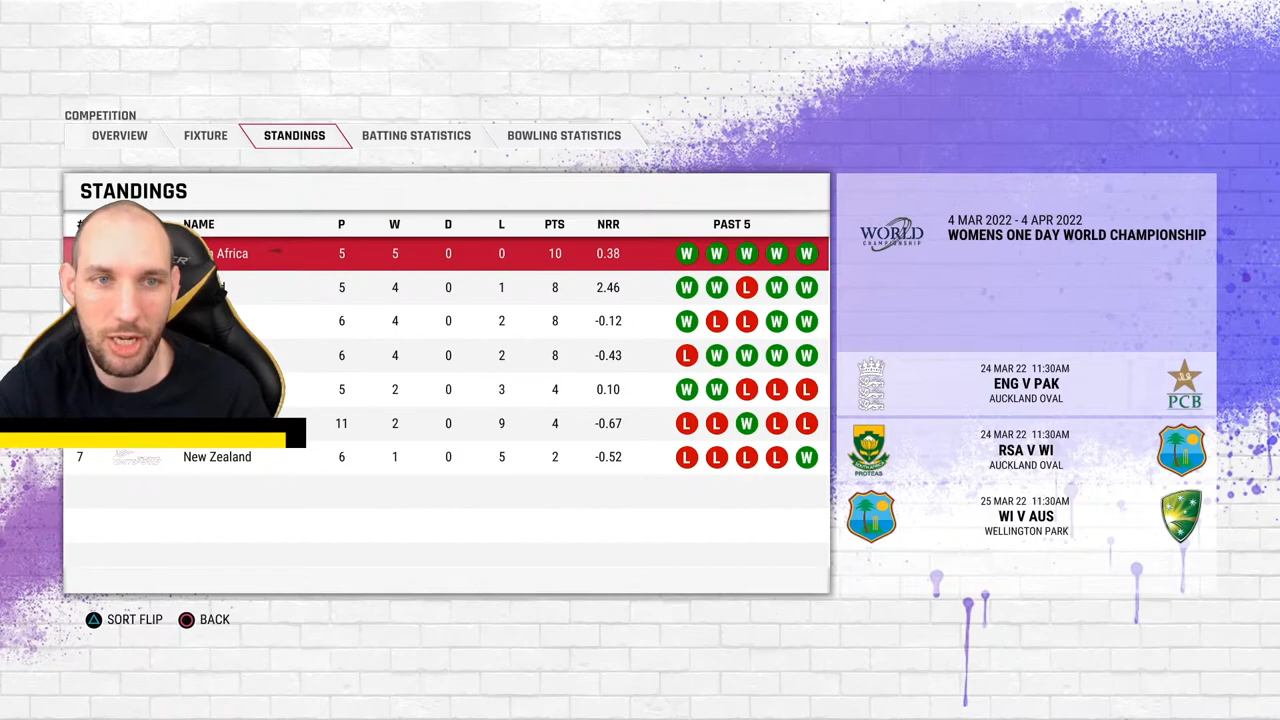 COMPETITION
OVERVIEW FIXTURE STANDINGS BATTING STATISTICS BOWLING STATISTICS
STANDINGS
# NAME P W D L PTS NRR PAST 5
Africa 5 5 0 0 10 0.38 W W W W W
5 4 0 1 8 2.46 W W L W W
6 4 0 2 8 -0.12 W L L W W
6 4 0 2 8 -0.43 L W W W W
5 2 0 3 4 0.10 W W L L L
11 2 0 9 4 -0.67 L L W L L
7 New Zealand 6 1 0 5 2 -0.52 L L L L W
SORT FLIP BACK
WORLD
CHAMPIONSHIP
4 MAR 2022 - 4 APR 2022
WOMENS ONE DAY WORLD CHAMPIONSHIP
24 MAR 22 11:30AM
ENG V PAK
AUCKLAND OVAL
PCB
24 MAR 22 11:30AM
RSA V WI
AUCKLAND OVAL
PROTEAS
25 MAR 22 11:30AM
WI V AUS
WELLINGTON PARK